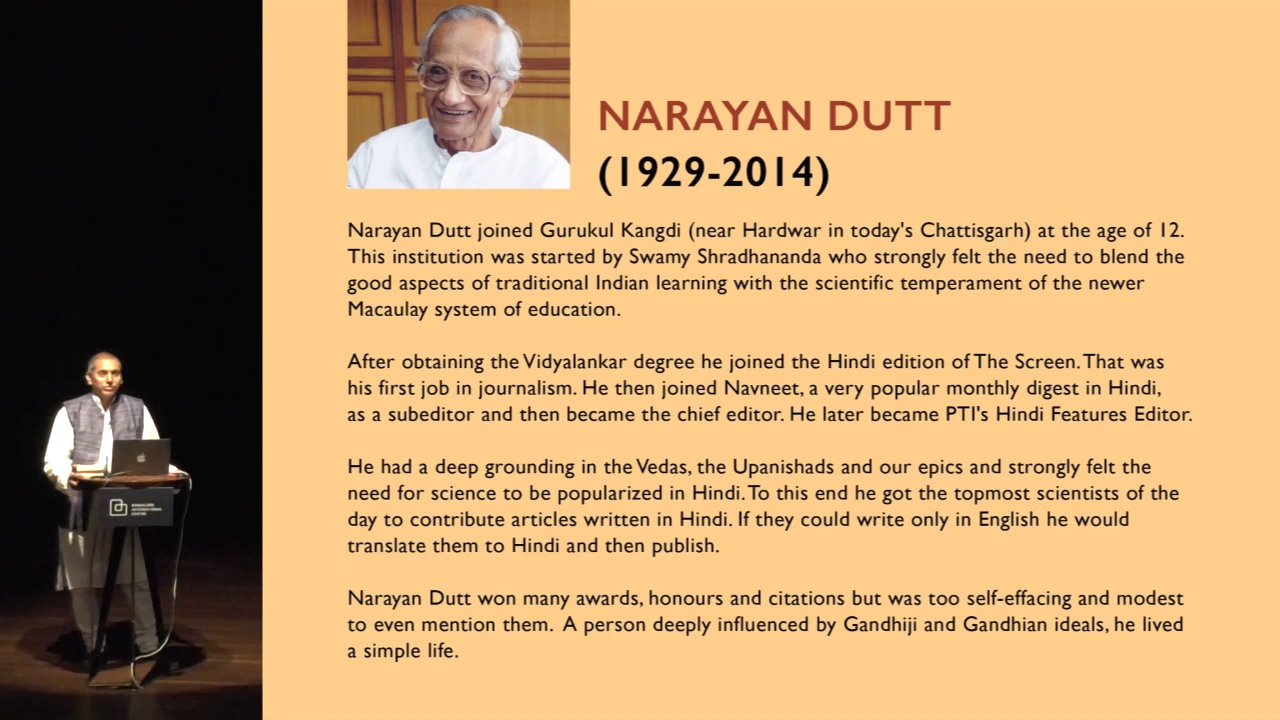 NARAYAN DUTT
(1929-2014)
Narayan Dutt joined Gurukul Kangdi (near Hardwar in today's Chattisgarh) at the age of 12.
This institution was started by Swamy Shradhananda who strongly felt the need to blend the
good aspects of traditional Indian learning with the scientific temperament of the newer
Macaulay system of education.
After obtaining the Vidyalankar degree he joined the Hindi edition of The Screen. That was
his first job in journalism. He then joined Navneet, a very popular monthly digest in Hindi,
as a subeditor and then became the chief editor. He later became PTI's Hindi Features Editor.
He had a deep grounding in the Vedas, the Upanishads and our epics and strongly felt the
need for science to be popularized in Hindi. To this end he got the topmost scientists of the
day to contribute articles written in Hindi. If they could write only in English he would
translate them to Hindi and then publish.
Narayan Dutt won many awards, honours and citations but was too self-effacing and modest
to even mention them. A person deeply influenced by Gandhiji and Gandhian ideals, he lived
a simple life.
BANGALORE
INTERNATIONAL
CENTRE